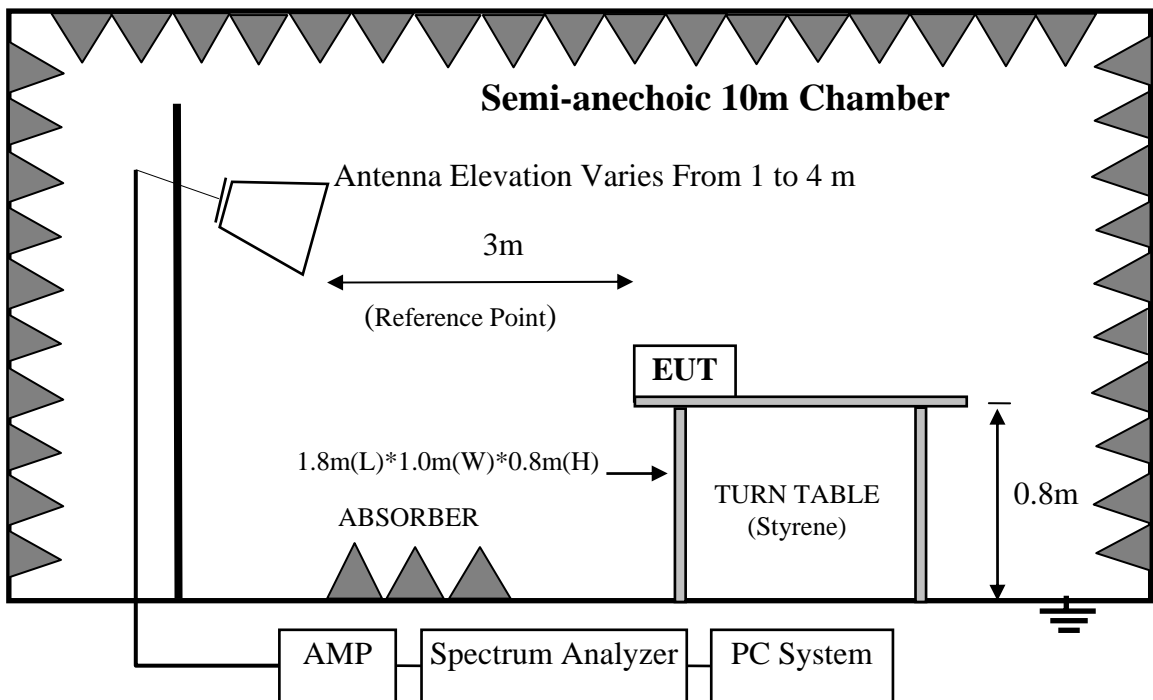 Semi-anechoic 10m Chamber
Antenna Elevation Varies From 1 to 4 m
3m
(Reference Point)
EUT
1.8m(L)*1.0m(W)*0.8m(H)
TURN TABLE
(Styrene)
0.8m
ABSORBER
AMP
Spectrum Analyzer
PC System